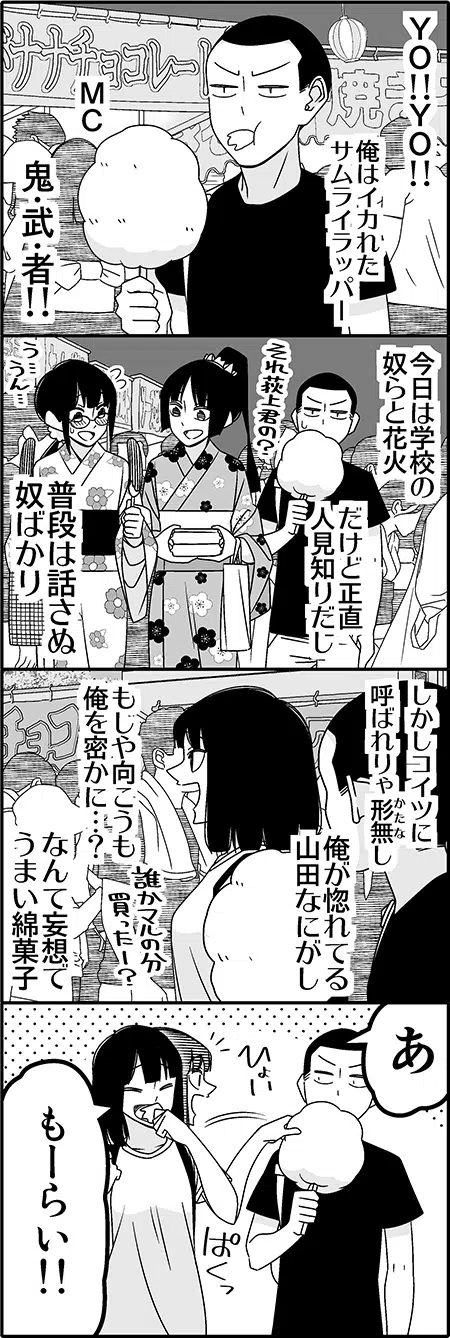 バナナチョコレート
焼きそ
YO!!YO!!
俺はイカれた
サムライラッパー
MC
鬼・武・者!!
今日は学校の
奴らと花火
それ荻上君の?
だけど正直
人見知りだし
普段は話さぬ
奴ばかり
う…
うん…
しかしコイツに
呼ばれりゃ形無し
かたな
俺が惚れてる
山田なにがし
もしや向こうも
俺を密かに…?
誰かマルの分
買ったー!?
なんて妄想で
うまい綿菓子
チョコ
あ
ひょい
ぱくっ
もーらい!!